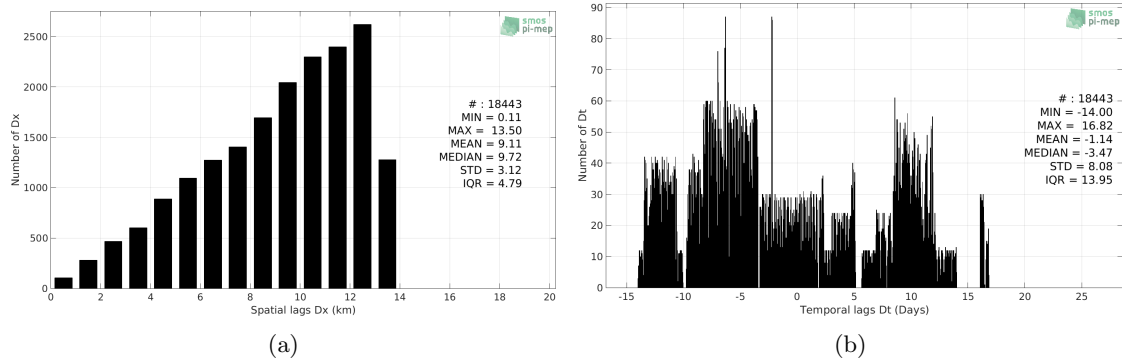 smos
pi-mep
2500
2000
1500
1000
500
0
Number of Dx
# : 18443
MIN = 0.11
MAX = 13.50
MEAN = 9.11
MEDIAN = 9.72
STD = 3.12
IQR = 4.79
0 2 4 6 8 10 12 14 16 18 20
Spatial lags Dx (km)
(a)
smos
pi-mep
90
80
70
60
50
40
30
20
10
0
Number of Dt
# : 18443
MIN = -14.00
MAX = 16.82
MEAN = -1.14
MEDIAN = -3.47
STD = 8.08
IQR = 13.95
-15 -10 -5 0 5 10 15 20 25
Temporal lags Dt (Days)
(b)